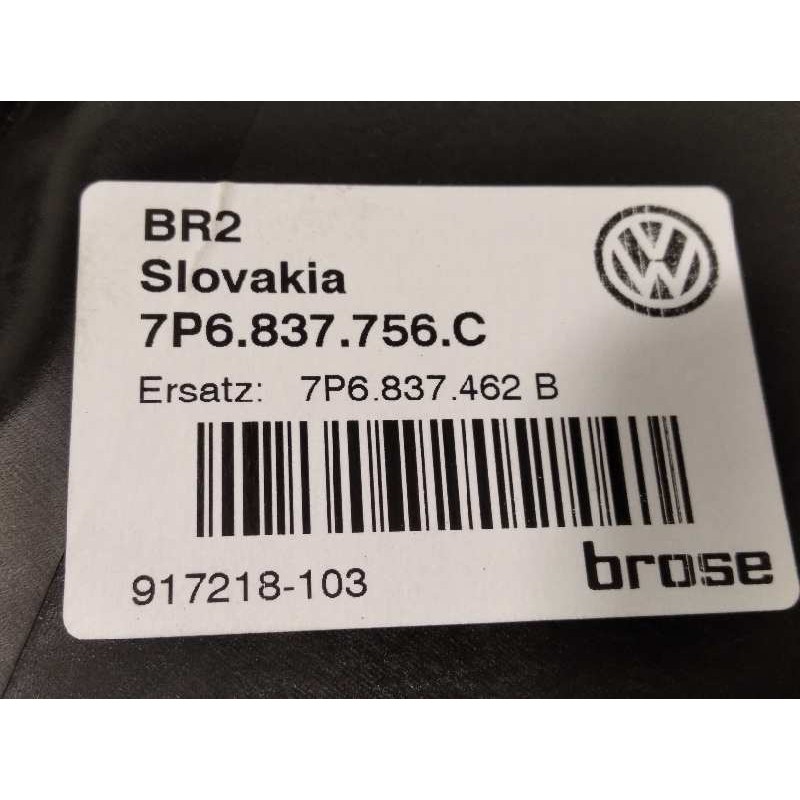 BR2
Slovakia
7P6.837.756.C
Ersatz: 7P6.837.462 B
917218-103
brose